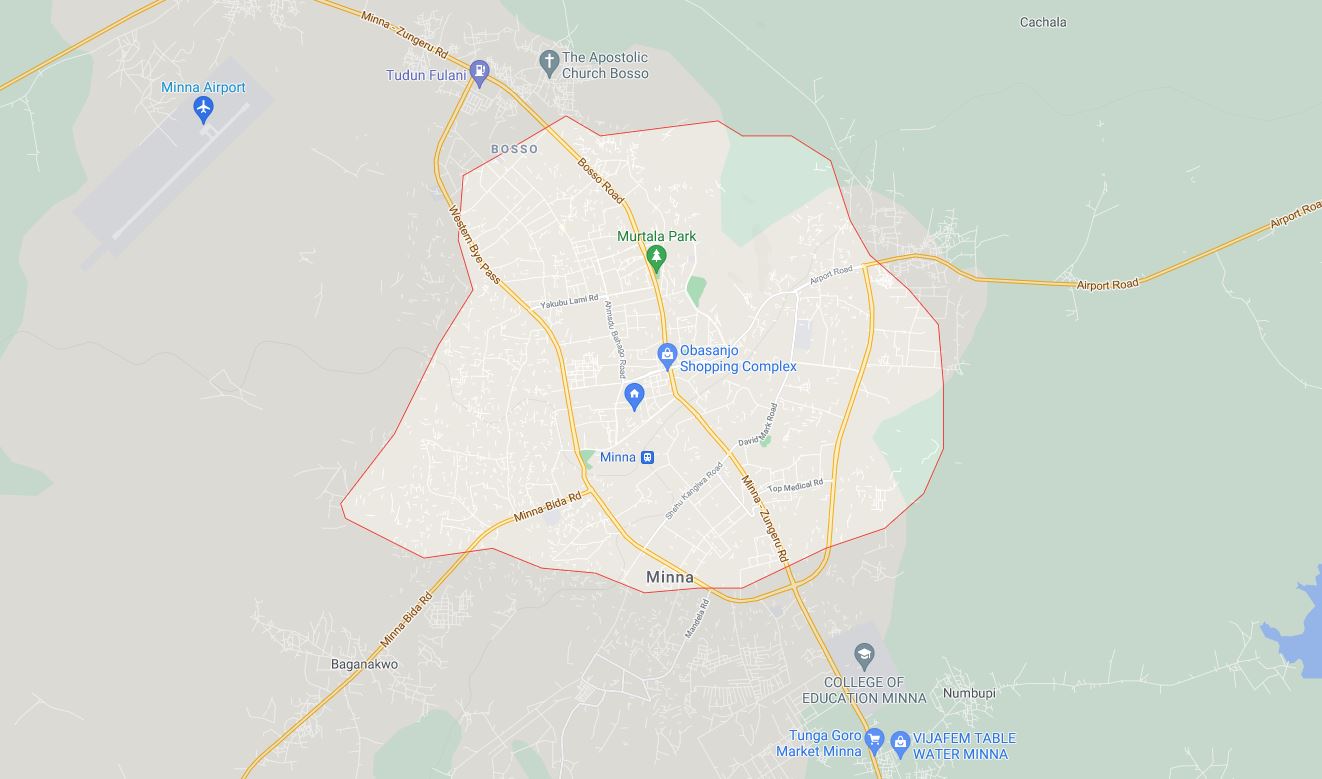 Minna - Zungeru Rd
Cachala
The Apostolic
Church Bosso
Tudun Fulani
Minna Airport
BOSSO
Bosso Road
Western Bye Pass
Airport Roa
Murtala Park
Airport Road
Airport Road
Yakubu Lami Rd
Ahmadu Bahago Road
Obasanjo
Shopping Complex
David Mark Road
Minna
Shehu Kangiwa Road
Top Medical Rd
Minna-Bida Rd
Minna - Zungeru Rd
Minna
Minna-Bida Rd
Mandela Rd
Baganakwo
COLLEGE OF
EDUCATION MINNA
Numbupi
Tunga Goro
Market Minna
VIJAFEM TABLE
WATER MINNA